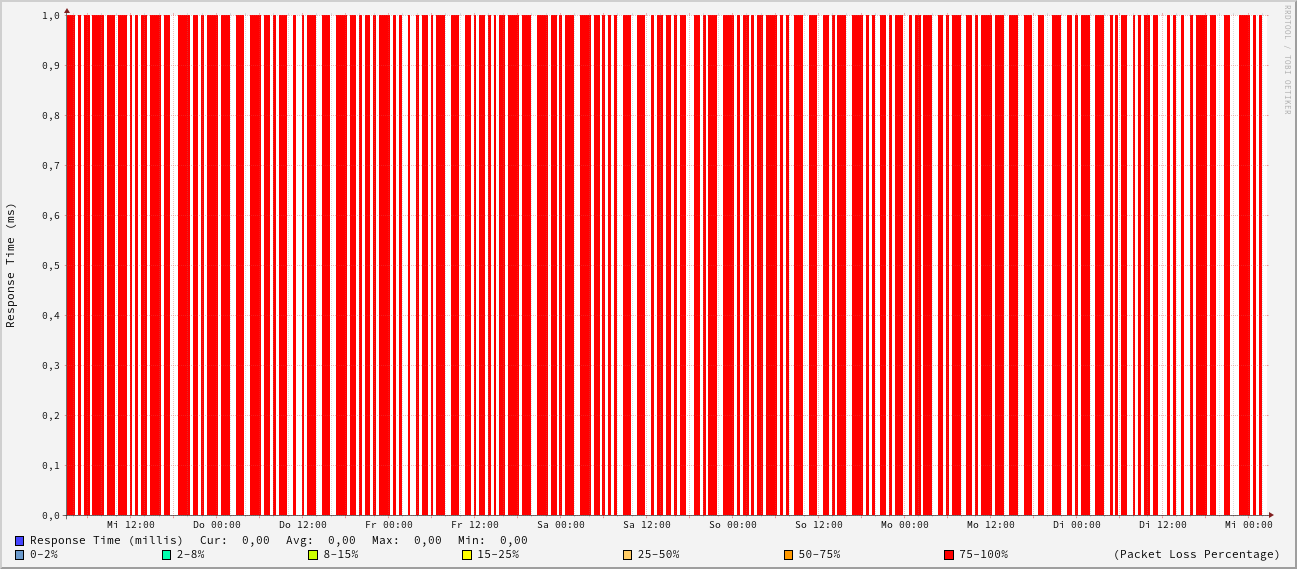 RRDTOOL / TOBI OETIKER
Response Time (ms)
1,0
0,9
0,8
0,7
0,6
0,5
0,4
0,3
0,2
0,1
0,0
Mi 12:00 Do 00:00 Do 12:00 Fr 00:00 Fr 12:00 Sa 00:00 Sa 12:00 So 00:00 So 12:00 Mo 00:00 Mo 12:00 Di 00:00 Di 12:00 Mi 00:00
Response Time (millis) Cur: 0,00 Avg: 0,00 Max: 0,00 Min: 0,00
0-2% 2-8% 8-15% 15-25% 25-50% 50-75% 75-100% (Packet Loss Percentage)